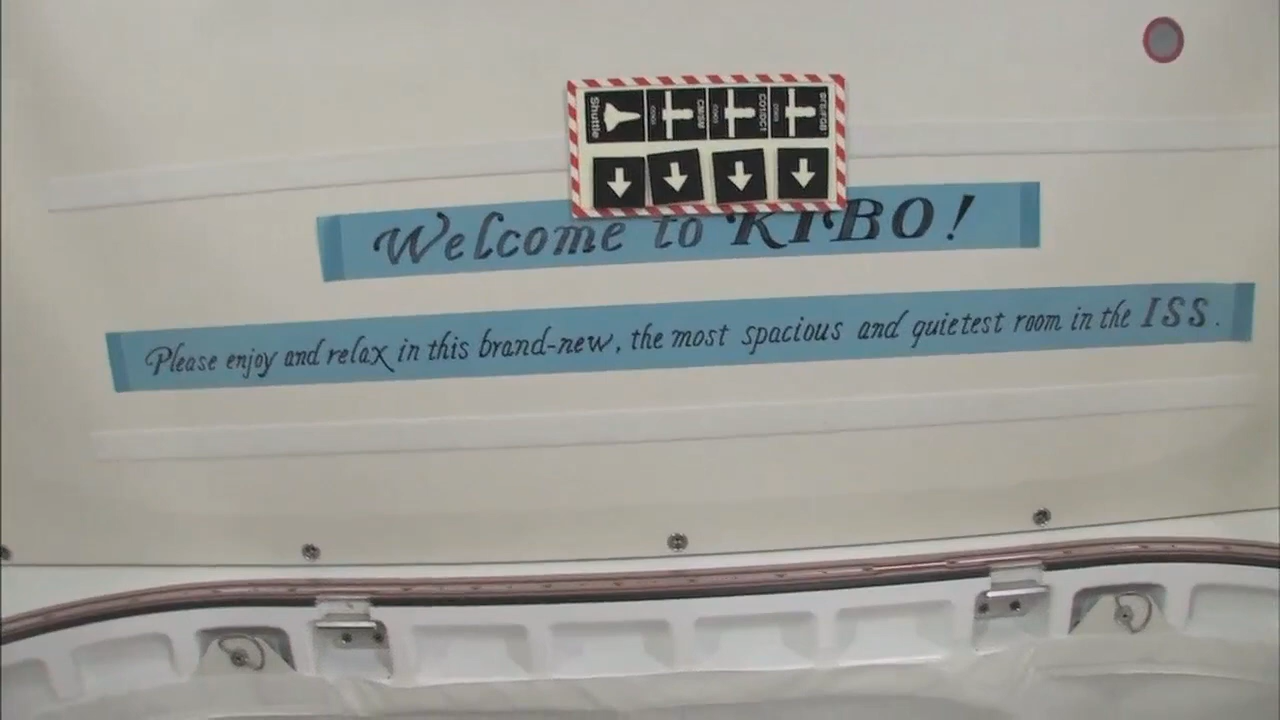 Shuttle
Welcome to KIBO!
Please enjoy and relax in this brand-new, the most spacious and quietest room in the ISS.